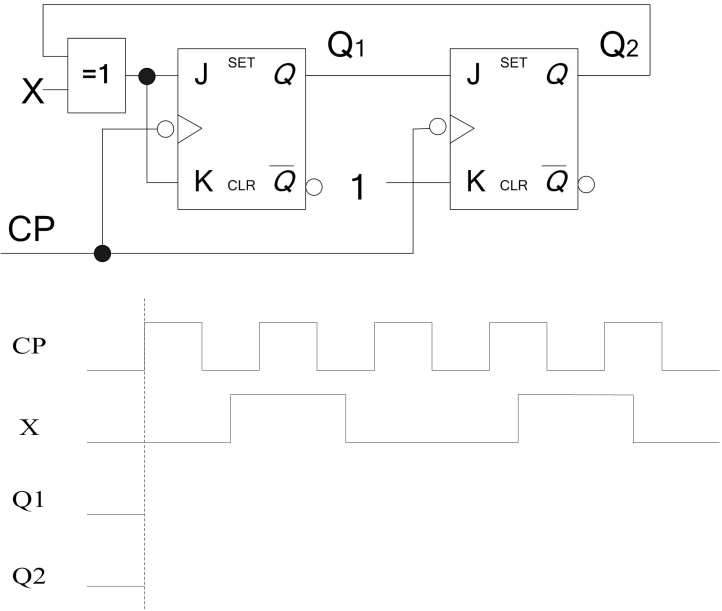 Q1 Q2
=1 J SET Q J SET Q
X
K CLR Q̅ 1 K CLR Q̅
CP
CP
X
Q1
Q2